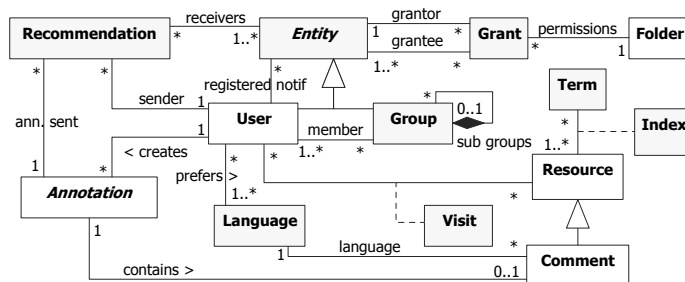 receivers
grantor
Recommendation
*
1..*
Entity
1
*
Grant
permissions
Folder
grantee
*
1
1..*
*
*
*
*
registered notif
*
0..1
Term
sender
1
User
Group
sub groups
*
Index
ann. sent
1
member
1..*
*
1..*
< creates
Resource
1
*
*
*
*
Annotation
prefers >
1..*
Language
Visit
1
1
language
*
Comment
contains >
0..1